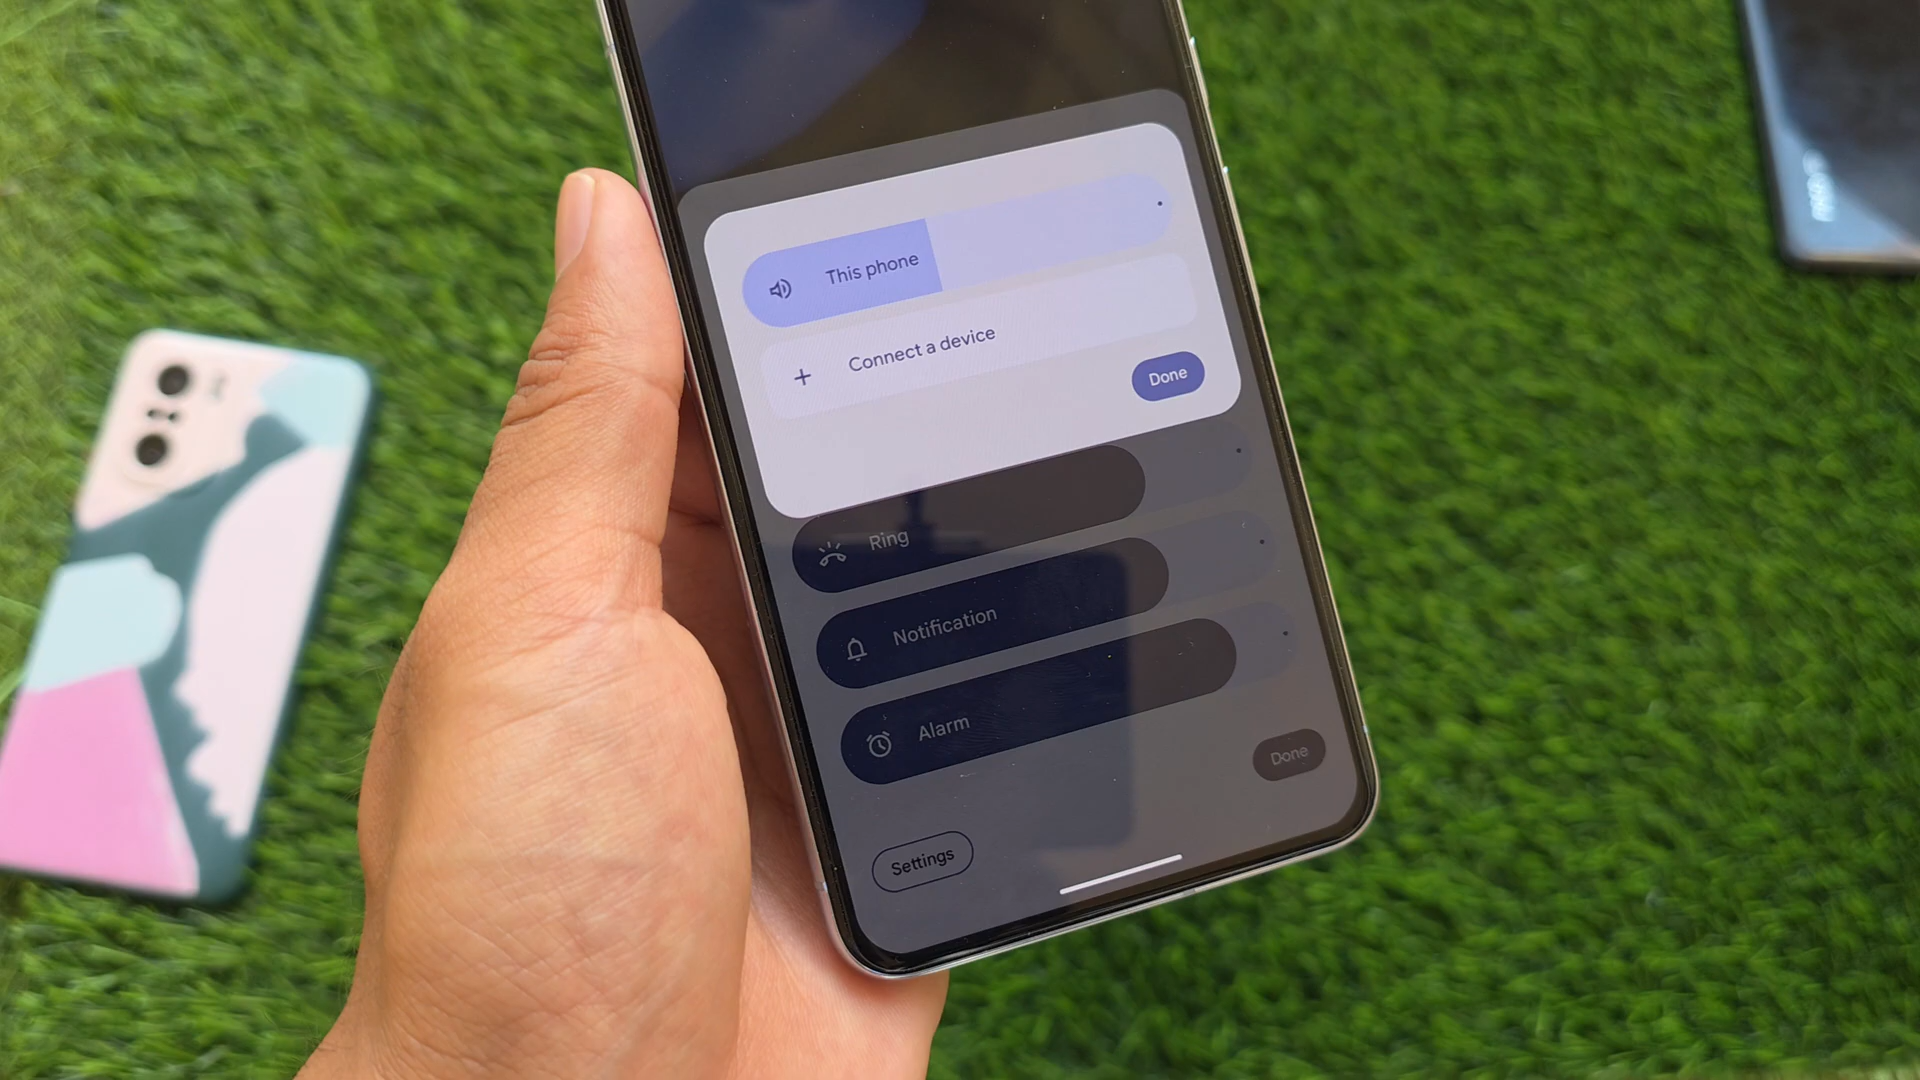 This phone
Connect a device
Done
Ring
Notification
Alarm
Done
Settings